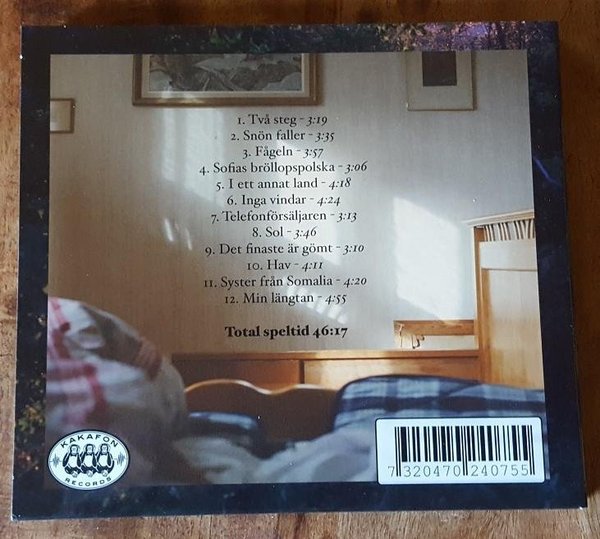 1. Två steg - 3:19
2. Snön faller - 3:35
3. Fågeln - 3:57
4. Sofias bröllopspolska - 3:06
5. I ett annat land - 4:18
6. Inga vindar - 4:24
7. Telefonförsäljaren - 3:13
8. Sol - 3:46
9. Det finaste är gömt - 3:10
10. Hav - 4:11
11. Syster från Somalia - 4:20
12. Min längtan - 4:55
Total speltid 46:17
KAKAFON
RECORDS
7 320470 240755